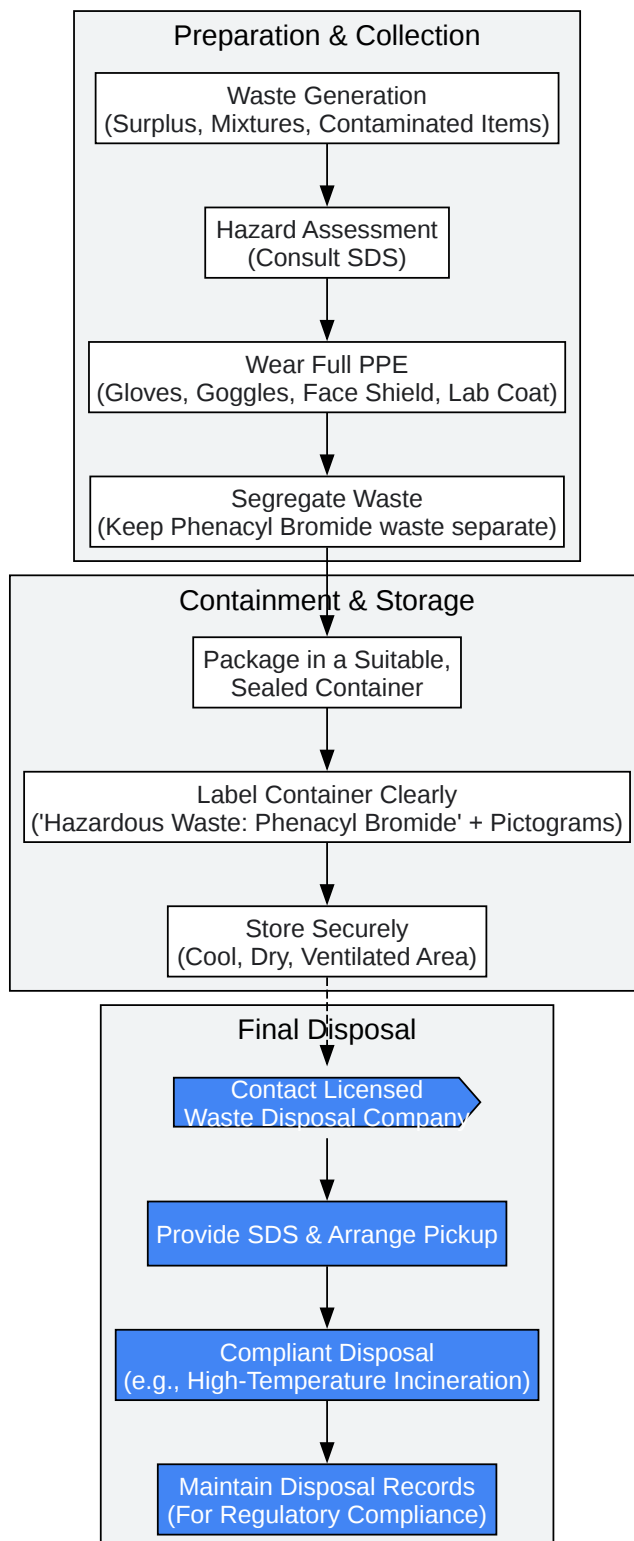 Preparation & Collection
Waste Generation
(Surplus, Mixtures, Contaminated Items)
Hazard Assessment
(Consult SDS)
Wear Full PPE
(Gloves, Goggles, Face Shield, Lab Coat)
Segregate Waste
(Keep Phenacyl Bromide waste separate)
Containment & Storage
Package in a Suitable,
Sealed Container
Label Container Clearly
('Hazardous Waste: Phenacyl Bromide' + Pictograms)
Store Securely
(Cool, Dry, Ventilated Area)
Final Disposal
Contact Licensed
Waste Disposal Company
Provide SDS & Arrange Pickup
Compliant Disposal
(e.g., High-Temperature Incineration)
Maintain Disposal Records
(For Regulatory Compliance)